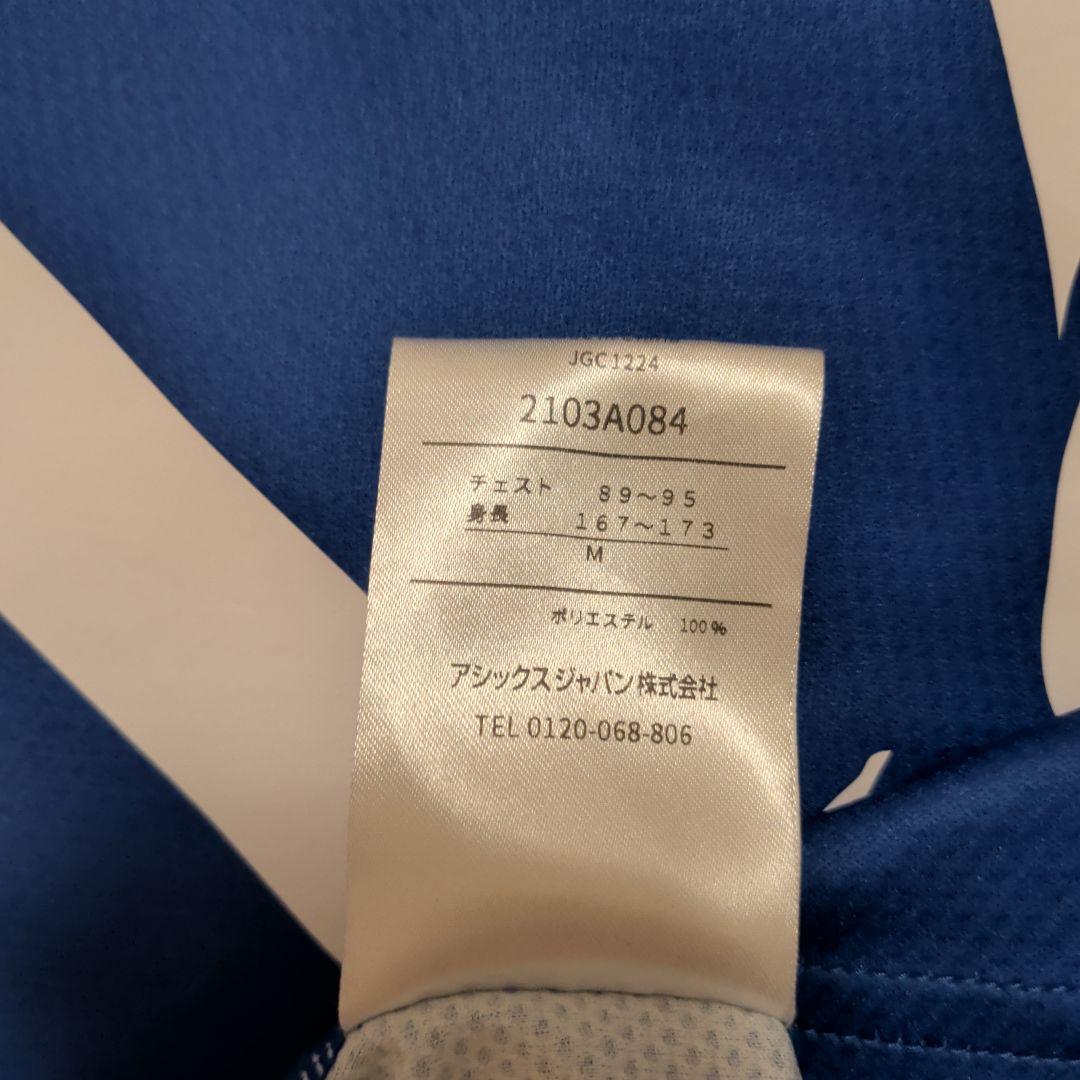 JGC1224
2103A084
チェスト 89～95
身長 167～173
M
ポリエステル 100%
アシックスジャパン株式会社
TEL 0120-068-806